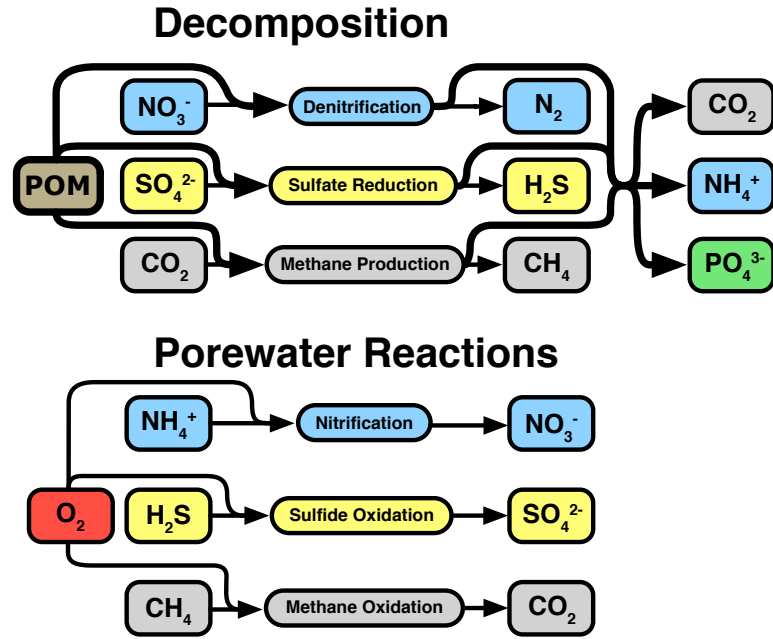 Decomposition
NO₃⁻ Denitrification N₂ CO₂
POM SO₄²⁻ Sulfate Reduction H₂S NH₄⁺
CO₂ Methane Production CH₄ PO₄³⁻
Porewater Reactions
NH₄⁺ Nitrification NO₃⁻
O₂ H₂S Sulfide Oxidation SO₄²⁻
CH₄ Methane Oxidation CO₂